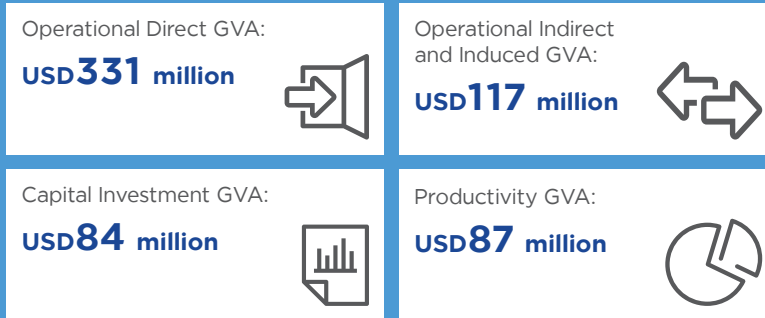 Operational Direct GVA:
USD331 million
Operational Indirect
and Induced GVA:
USD117 million
Capital Investment GVA:
USD84 million
Productivity GVA:
USD87 million